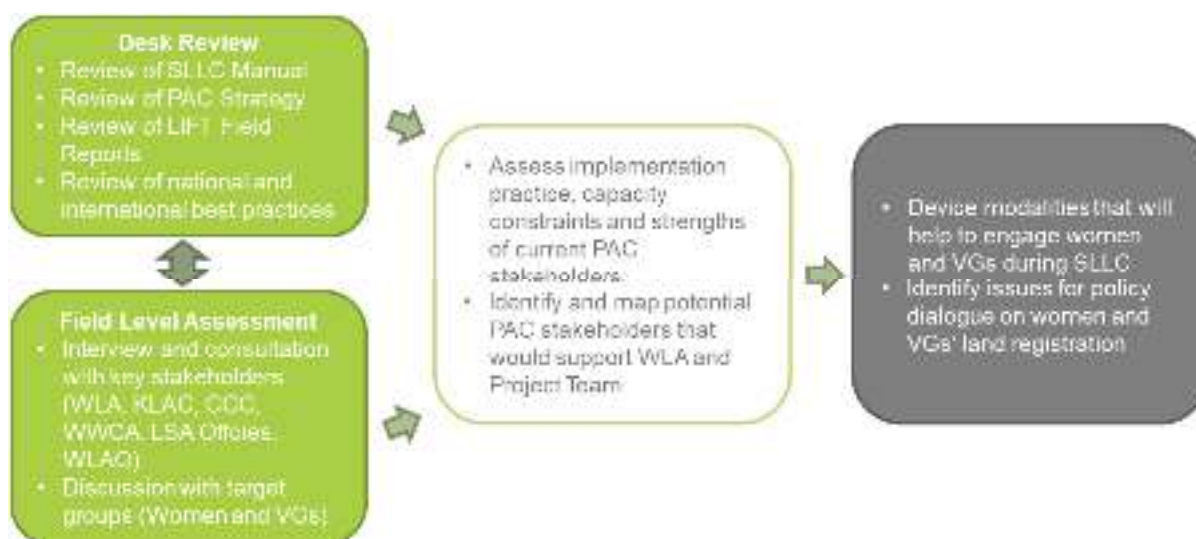 Desk Review
• Review of SLLC Manual
• Review of PAC Strategy
• Review of LIFT Field
Reports
• Review of national and
international best practices
Field Level Assessment
• Interview and consultation
with key stakeholders
(WLA, KLAC, CCC,
WWCA, LSA Offoies,
WLAO)
• Discussion with target
groups (Women and VGs)
• Assess implementation
practice, capacity
constraints and strengths
of current PAC
stakeholders
• Identify and map potential
PAC stakeholders that
would support WLA and
Project Team
• Device modalities that will
help to engage women
and VGs during SLLC
• Identify issues for policy
dialogue on women and
VGs' land registration